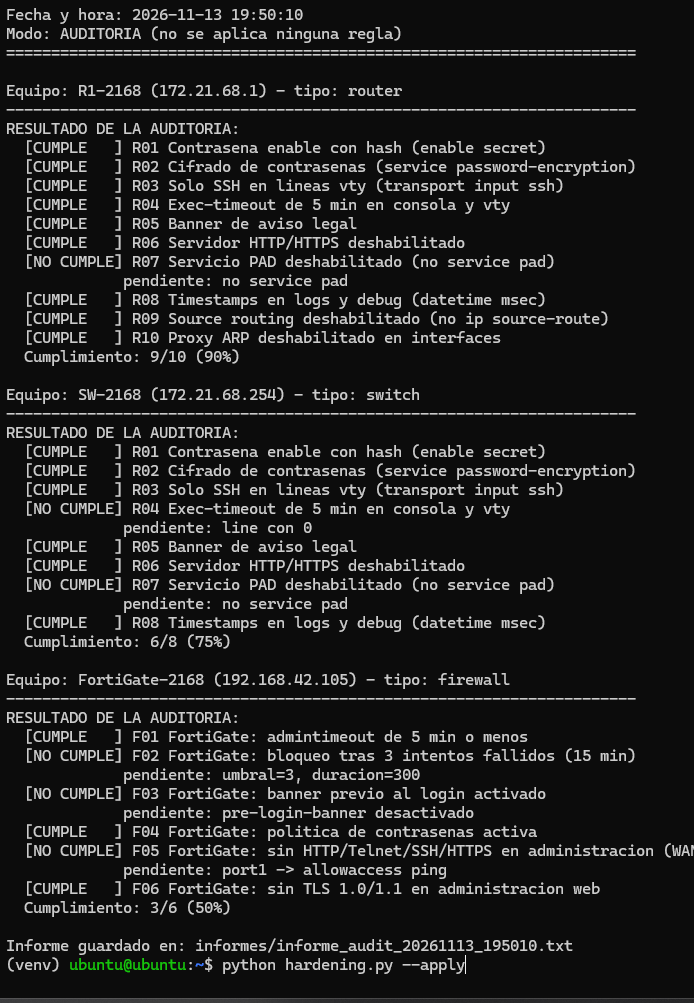 Fecha y hora: 2026-11-13 19:50:10
Modo: AUDITORIA (no se aplica ninguna regla)
======================================================================
Equipo: R1-2168 (172.21.68.1) - tipo: router
----------------------------------------------------------------------
RESULTADO DE LA AUDITORIA:
[CUMPLE   ] R01 Contrasena enable con hash (enable secret)
[CUMPLE   ] R02 Cifrado de contrasenas (service password-encryption)
[CUMPLE   ] R03 Solo SSH en lineas vty (transport input ssh)
[CUMPLE   ] R04 Exec-timeout de 5 min en consola y vty
[CUMPLE   ] R05 Banner de aviso legal
[CUMPLE   ] R06 Servidor HTTP/HTTPS deshabilitado
[NO CUMPLE] R07 Servicio PAD deshabilitado (no service pad)
pendiente: no service pad
[CUMPLE   ] R08 Timestamps en logs y debug (datetime msec)
[CUMPLE   ] R09 Source routing deshabilitado (no ip source-route)
[CUMPLE   ] R10 Proxy ARP deshabilitado en interfaces
Cumplimiento: 9/10 (90%)
Equipo: SW-2168 (172.21.68.254) - tipo: switch
----------------------------------------------------------------------
RESULTADO DE LA AUDITORIA:
[CUMPLE   ] R01 Contrasena enable con hash (enable secret)
[CUMPLE   ] R02 Cifrado de contrasenas (service password-encryption)
[CUMPLE   ] R03 Solo SSH en lineas vty (transport input ssh)
[NO CUMPLE] R04 Exec-timeout de 5 min en consola y vty
pendiente: line con 0
[CUMPLE   ] R05 Banner de aviso legal
[CUMPLE   ] R06 Servidor HTTP/HTTPS deshabilitado
[NO CUMPLE] R07 Servicio PAD deshabilitado (no service pad)
pendiente: no service pad
[CUMPLE   ] R08 Timestamps en logs y debug (datetime msec)
Cumplimiento: 6/8 (75%)
Equipo: FortiGate-2168 (192.168.42.105) - tipo: firewall
----------------------------------------------------------------------
RESULTADO DE LA AUDITORIA:
[CUMPLE   ] F01 FortiGate: admintimeout de 5 min o menos
[NO CUMPLE] F02 FortiGate: bloqueo tras 3 intentos fallidos (15 min)
pendiente: umbral=3, duracion=300
[NO CUMPLE] F03 FortiGate: banner previo al login activado
pendiente: pre-login-banner desactivado
[CUMPLE   ] F04 FortiGate: politica de contrasenas activa
[NO CUMPLE] F05 FortiGate: sin HTTP/Telnet/SSH/HTTPS en administracion (WAN
pendiente: port1 -> allowaccess ping
[CUMPLE   ] F06 FortiGate: sin TLS 1.0/1.1 en administracion web
Cumplimiento: 3/6 (50%)
Informe guardado en: informes/informe_audit_20261113_195010.txt
(venv) ubuntu@ubuntu:~$ python hardening.py --apply